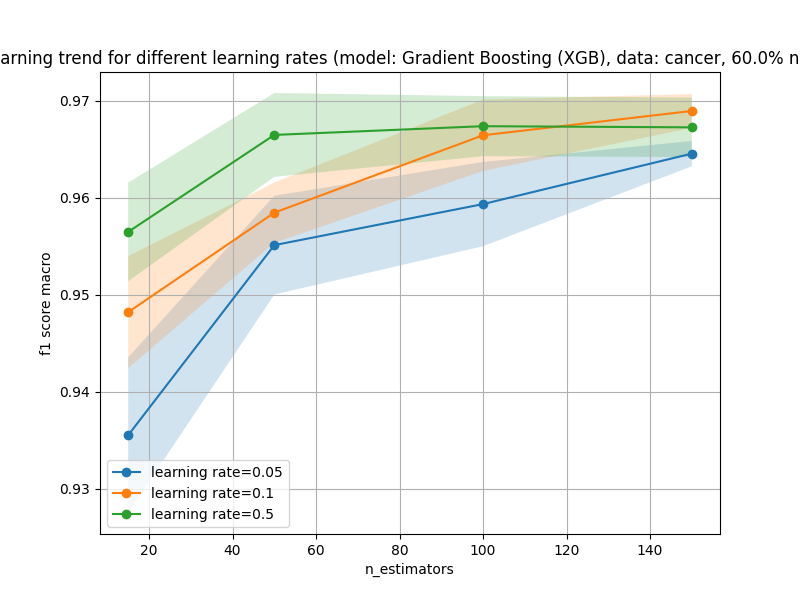 arning trend for different learning rates (model: Gradient Boosting (XGB), data: cancer, 60.0% n
0.97
0.96
0.95
0.94
0.93
f1 score macro
learning rate=0.05
learning rate=0.1
learning rate=0.5
20 40 60 80 100 120 140
n_estimators